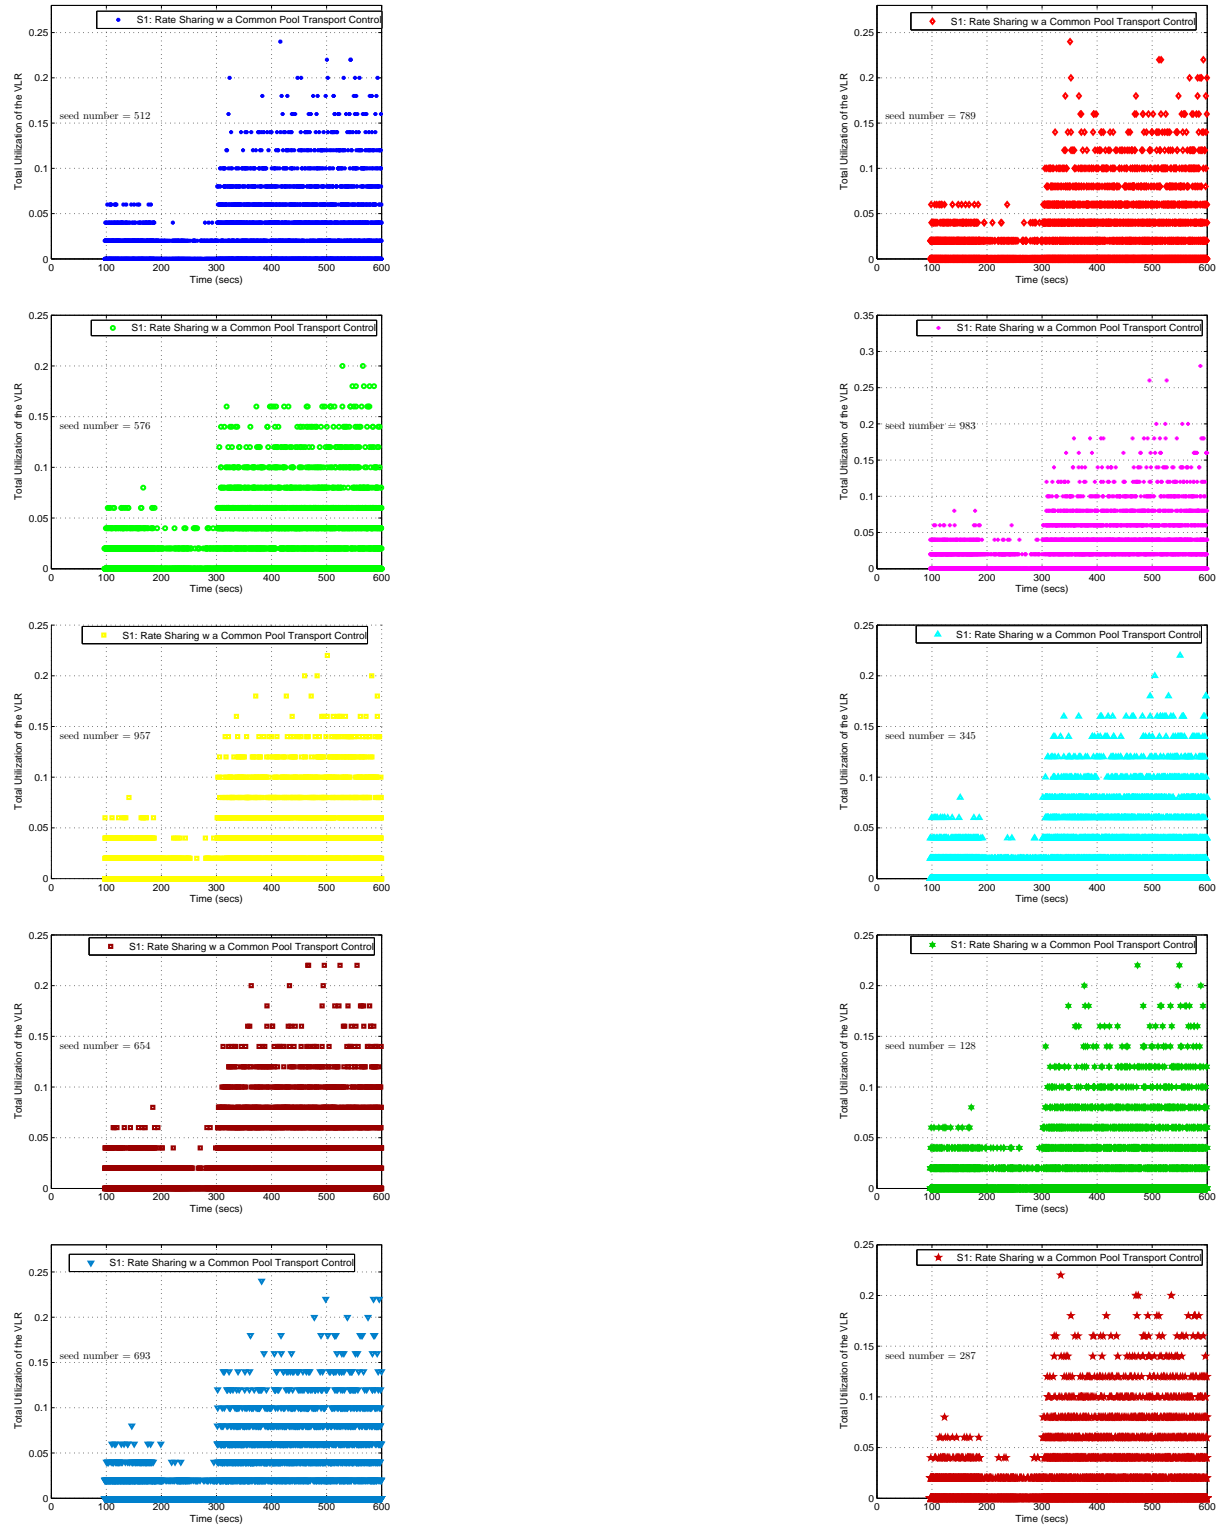 S1: Rate Sharing w a Common Pool Transport Control
0.25
0.2
0.15
0.1
0.05
0
Total Utilization of the VLR
seed number = 512
0 100 200 300 400 500 600
Time (secs)
S1: Rate Sharing w a Common Pool Transport Control
0.25
0.2
0.15
0.1
0.05
0
Total Utilization of the VLR
seed number = 789
0 100 200 300 400 500 600
Time (secs)
S1: Rate Sharing w a Common Pool Transport Control
0.25
0.2
0.15
0.1
0.05
0
Total Utilization of the VLR
seed number = 576
0 100 200 300 400 500 600
Time (secs)
S1: Rate Sharing w a Common Pool Transport Control
0.35
0.3
0.25
0.2
0.15
0.1
0.05
0
Total Utilization of the VLR
seed number = 983
0 100 200 300 400 500 600
Time (secs)
S1: Rate Sharing w a Common Pool Transport Control
0.25
0.2
0.15
0.1
0.05
0
Total Utilization of the VLR
seed number = 957
0 100 200 300 400 500 600
Time (secs)
S1: Rate Sharing w a Common Pool Transport Control
0.25
0.2
0.15
0.1
0.05
0
Total Utilization of the VLR
seed number = 345
0 100 200 300 400 500 600
Time (secs)
S1: Rate Sharing w a Common Pool Transport Control
0.25
0.2
0.15
0.1
0.05
0
Total Utilization of the VLR
seed number = 654
0 100 200 300 400 500 600
Time (secs)
S1: Rate Sharing w a Common Pool Transport Control
0.25
0.2
0.15
0.1
0.05
0
Total Utilization of the VLR
seed number = 128
0 100 200 300 400 500 600
Time (secs)
S1: Rate Sharing w a Common Pool Transport Control
0.25
0.2
0.15
0.1
0.05
0
Total Utilization of the VLR
seed number = 693
0 100 200 300 400 500 600
Time (secs)
S1: Rate Sharing w a Common Pool Transport Control
0.25
0.2
0.15
0.1
0.05
0
Total Utilization of the VLR
seed number = 287
0 100 200 300 400 500 600
Time (secs)